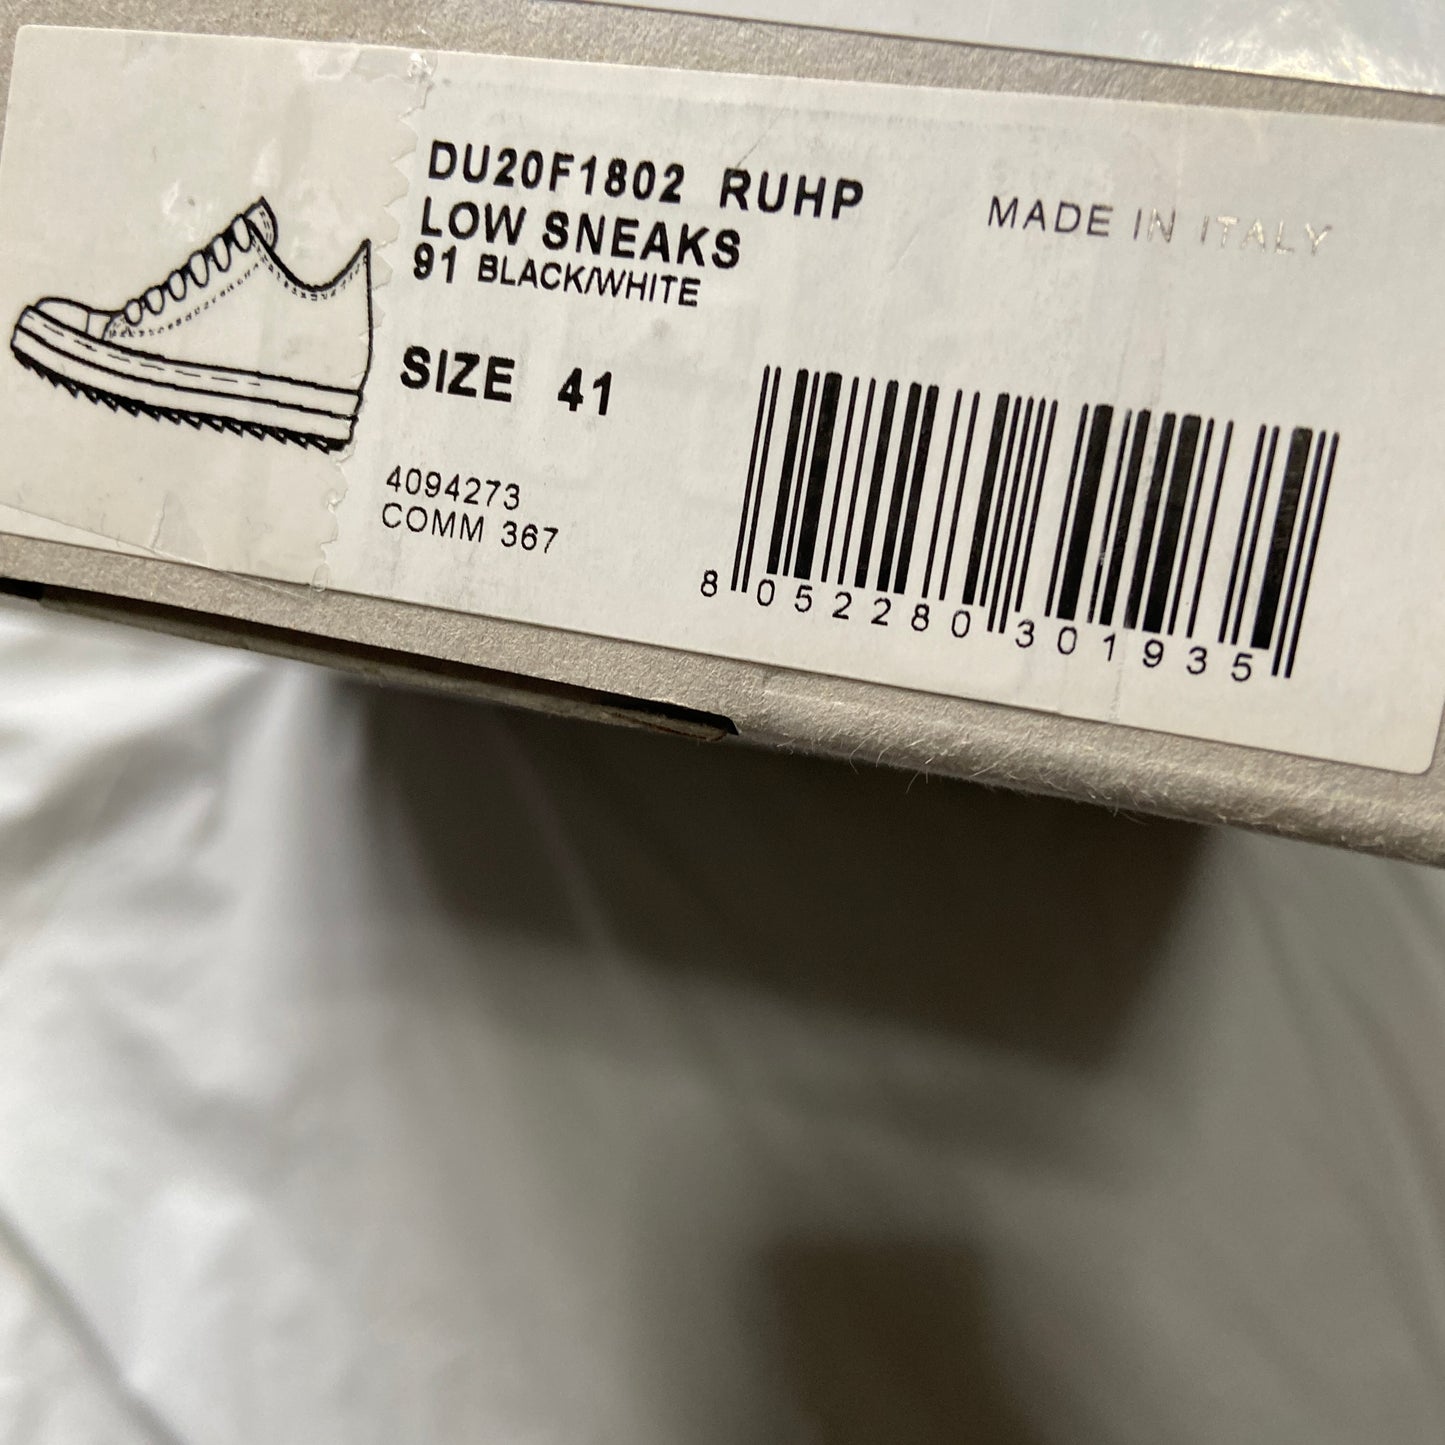 DU20F1802 RUHP
LOW SNEAKS
91 BLACK/WHITE
MADE IN ITALY
SIZE 41
4094273
COMM 367
8 052280 301935